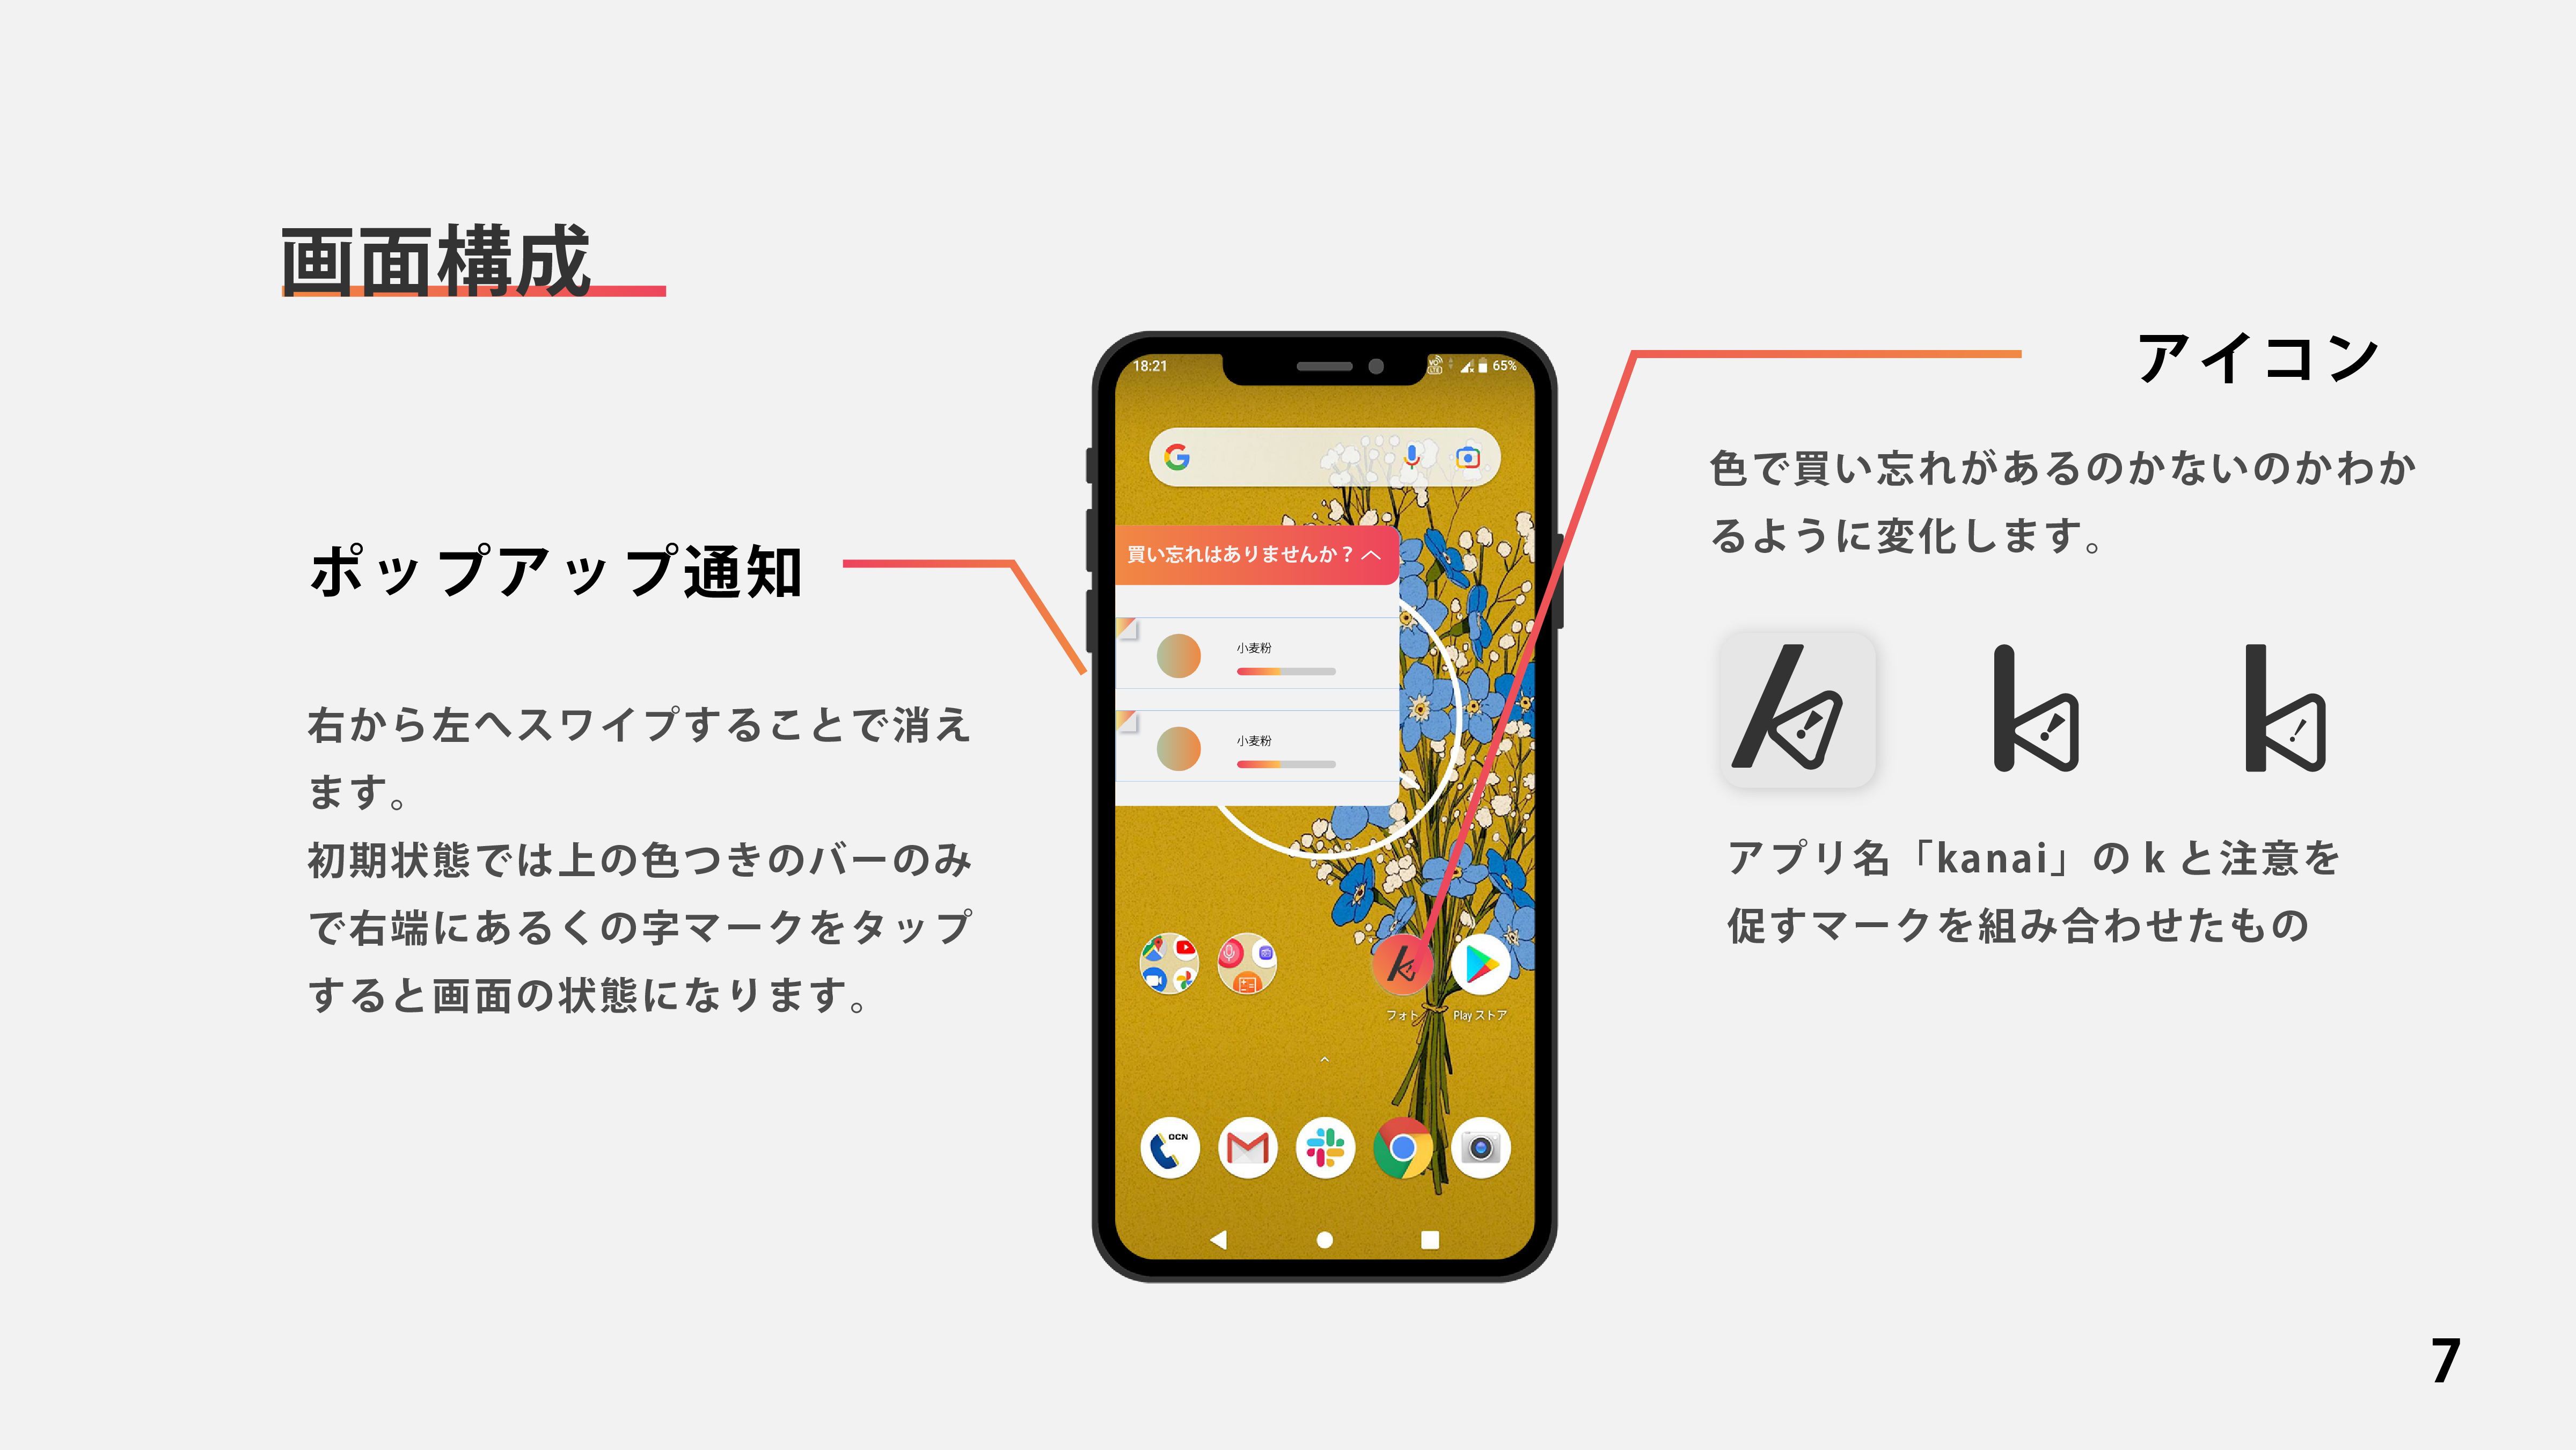 画面構成
ポップアップ通知
右から左へスワイプすることで消え
ます。
初期状態では上の色つきのバーのみ
で右端にあるくの字マークをタップ
すると画面の状態になります。
18:21
VO
LTE
65%
買い忘れはありませんか？
小麦粉
小麦粉
フォト
Play ストア
OCN
アイコン
色で買い忘れがあるのかないのかわか
るように変化します。
アプリ名「kanai」の k と注意を
促すマークを組み合わせたもの
7